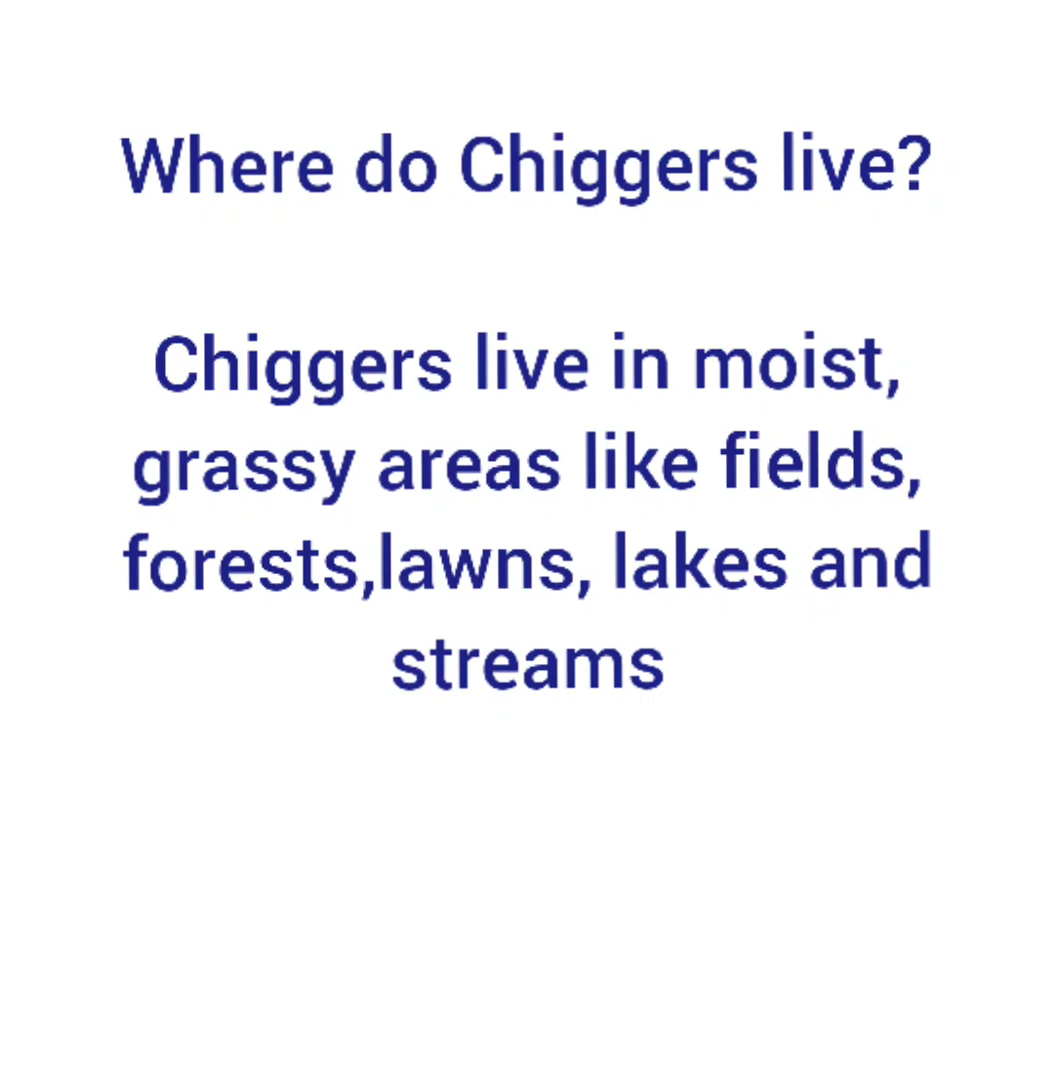 Where do Chiggers live?
Chiggers live in moist,
grassy areas like fields,
forests,lawns, lakes and
streams